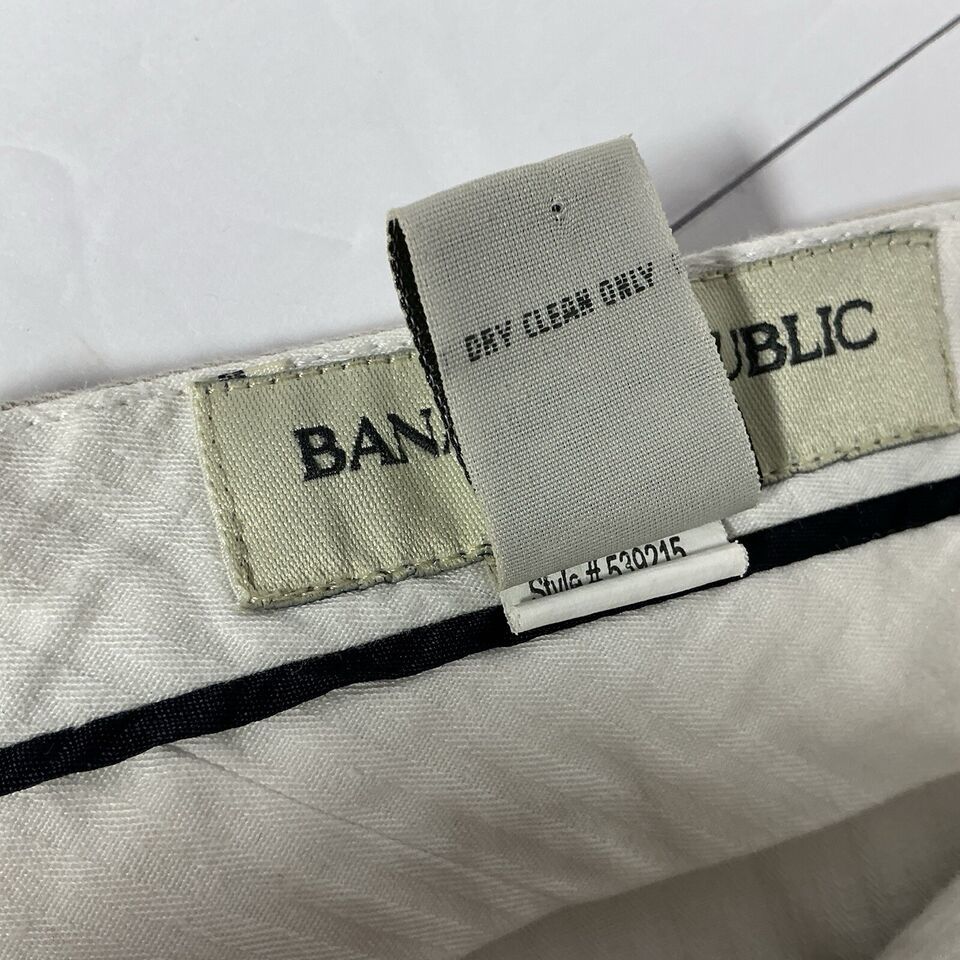 DRY CLEAN ONLY
BANA UBLIC
Style # 539215